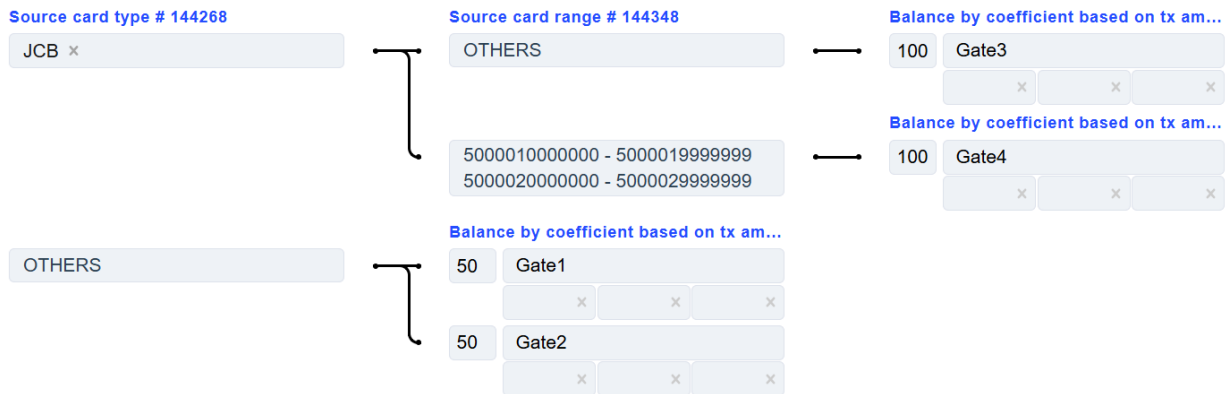 Source card type # 144268
Source card range # 144348
Balance by coefficient based on tx am...
JCB ×
OTHERS
100 Gate3
× × ×
Balance by coefficient based on tx am...
5000010000000 - 5000019999999
5000020000000 - 5000029999999
100 Gate4
× × ×
Balance by coefficient based on tx am...
OTHERS
50 Gate1
× × ×
50 Gate2
× × ×